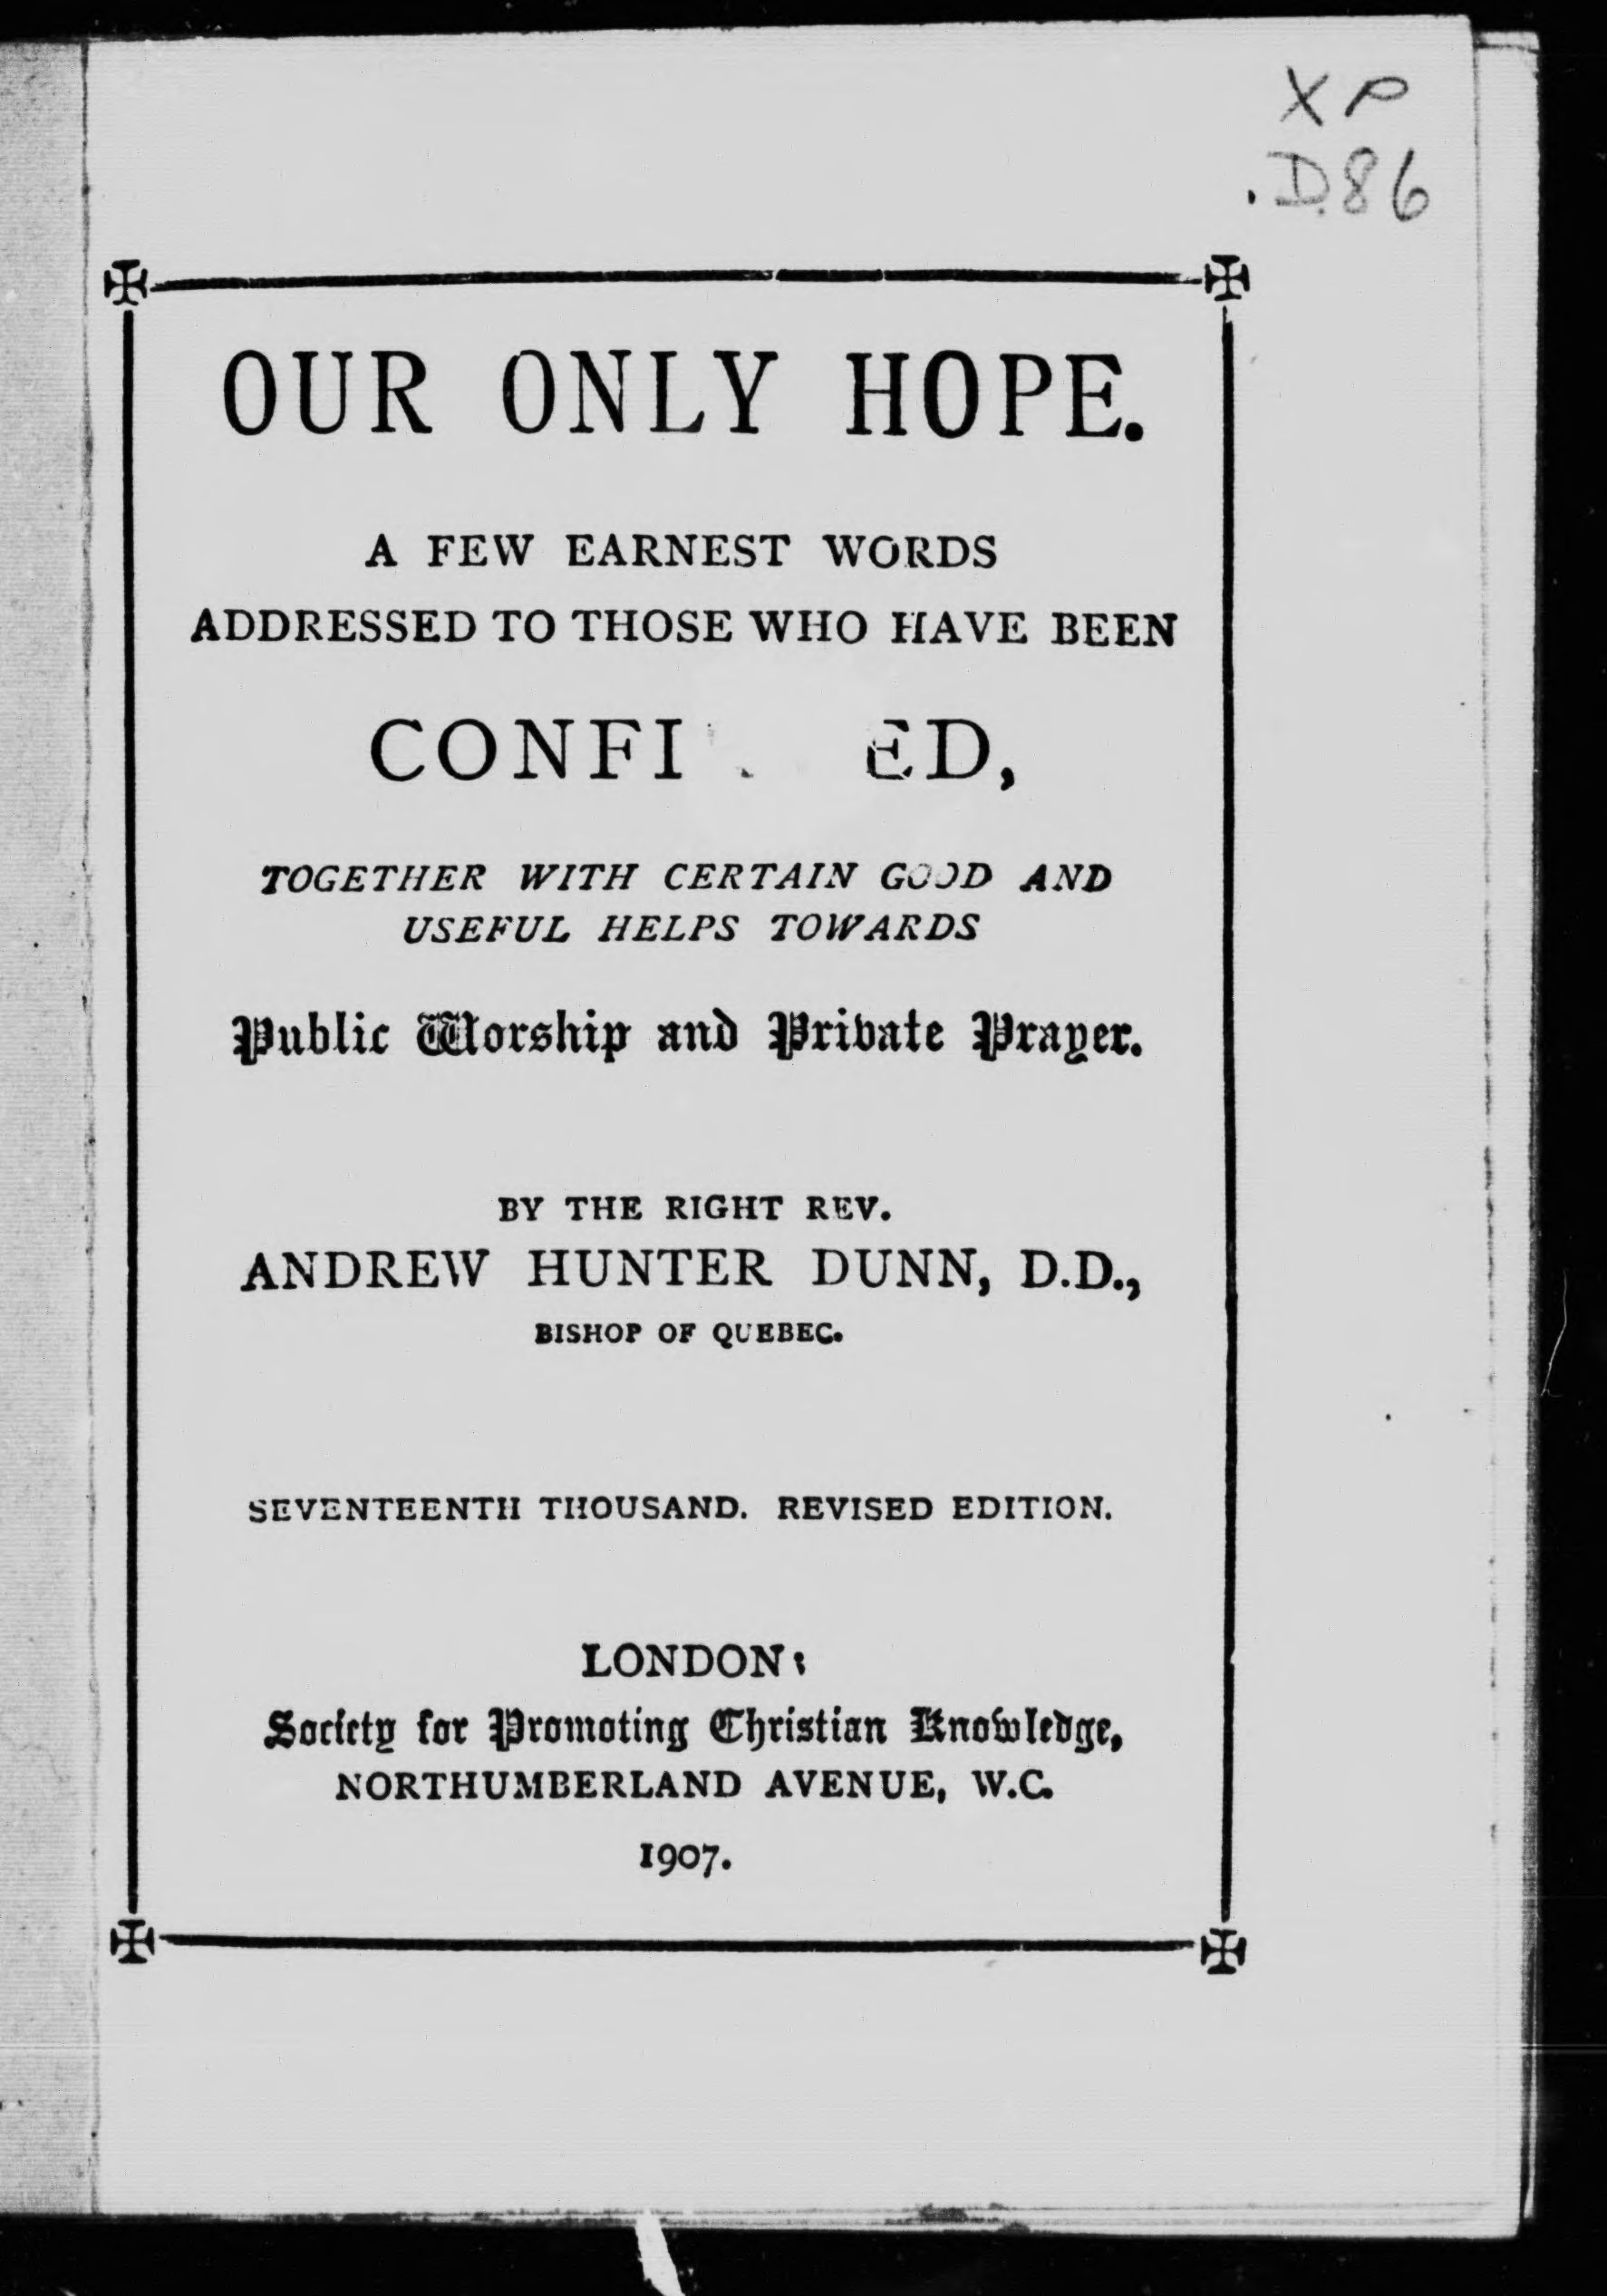 XP
.D.86
OUR ONLY HOPE.
A FEW EARNEST WORDS
ADDRESSED TO THOSE WHO HAVE BEEN
TOGETHER WITH CERTAIN GOOD AND
USEFUL HELPS TOWARDS
Public Worship and Private Prayer.
BY THE RIGHT REV.
ANDREW HUNTER DUNN, D.D.,
BISHOP OF QUEBEC.
SEVENTEENTH THOUSAND. REVISED EDITION.
LONDON:
Society for Promoting Christian Knowledge,
NORTHUMBERLAND AVENUE, W.C.
1907.